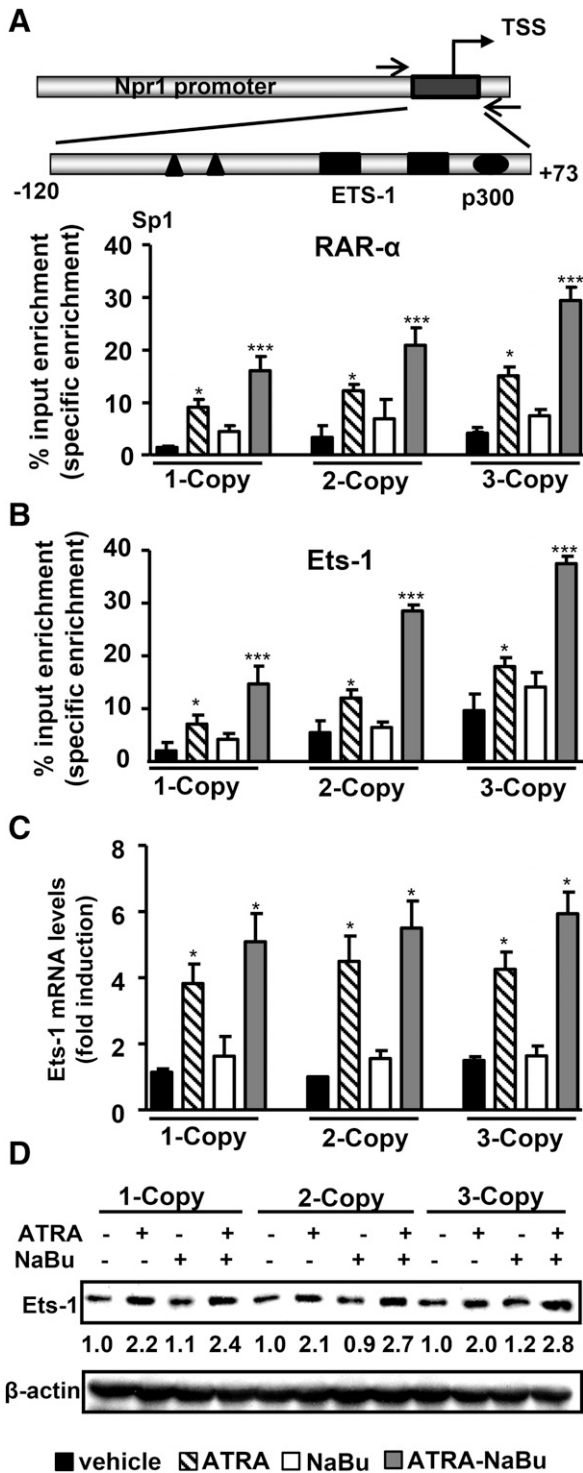 A
TSS
Npr1 promoter
-120
+73
ETS-1
p300
Sp1
RAR-α
% input enrichment
(specific enrichment)
40
30
20
10
0
* *** * *** * ***
1-Copy 2-Copy 3-Copy
B
Ets-1
% input enrichment
(specific enrichment)
40
30
20
10
0
* *** * *** * ***
1-Copy 2-Copy 3-Copy
C
Ets-1 mRNA levels
(fold induction)
8
6
4
2
0
* * * * * *
1-Copy 2-Copy 3-Copy
D
1-Copy 2-Copy 3-Copy
ATRA - + - + - + - + - + - +
NaBu - - + + - - + + - - + +
Ets-1
1.0 2.2 1.1 2.4 1.0 2.1 0.9 2.7 1.0 2.0 1.2 2.8
β-actin
vehicle ATRA NaBu ATRA-NaBu